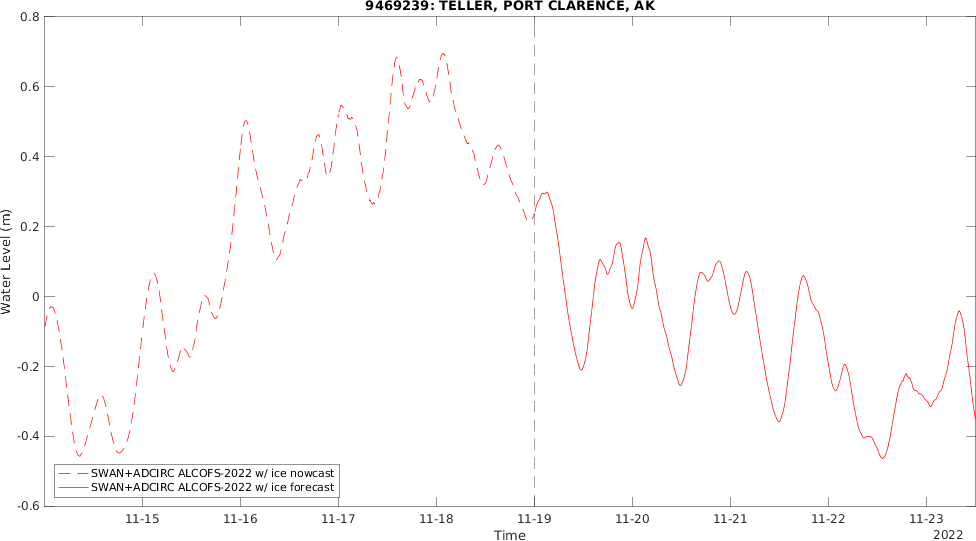 9469239: TELLER, PORT CLARENCE, AK
Water Level (m)
0.8
0.6
0.4
0.2
0
-0.2
-0.4
-0.6
SWAN+ADCIRC ALCOFS-2022 w/ ice nowcast
SWAN+ADCIRC ALCOFS-2022 w/ ice forecast
11-15 11-16 11-17 11-18 11-19 11-20 11-21 11-22 11-23
Time
2022